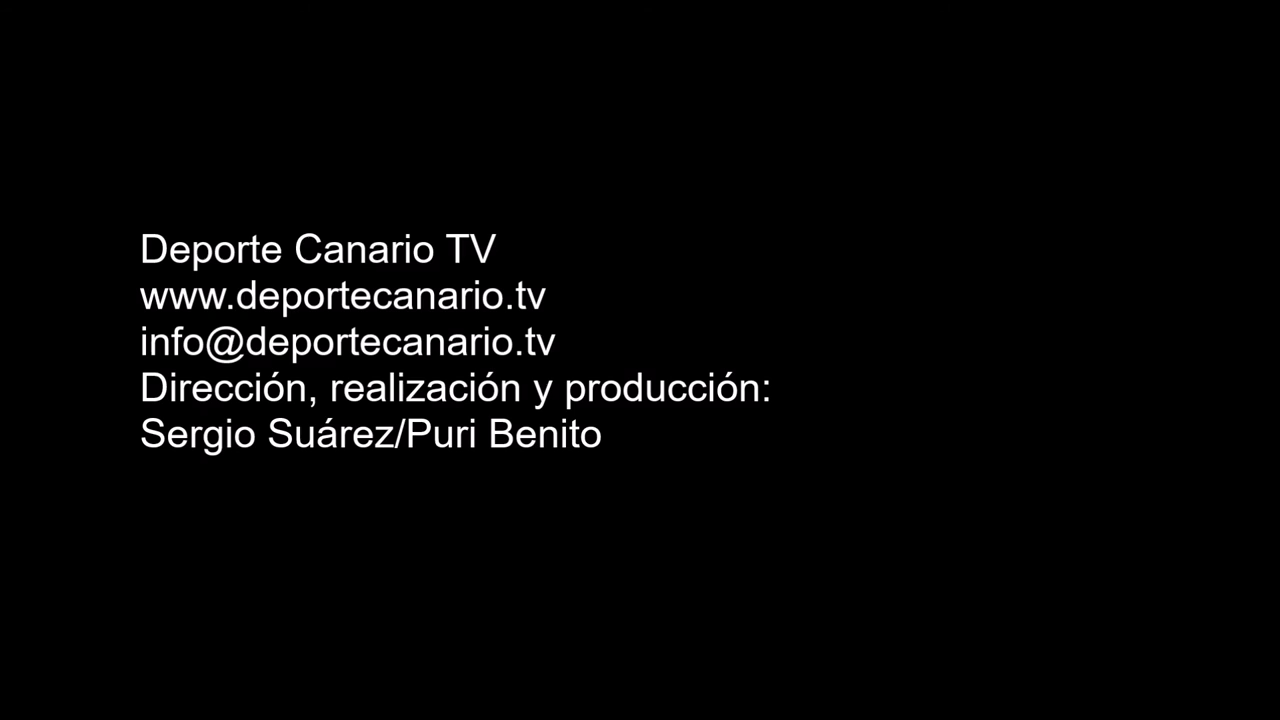 Deporte Canario TV
www.deportecanario.tv
info@deportecanario.tv
Dirección, realización y producción:
Sergio Suárez/Puri Benito